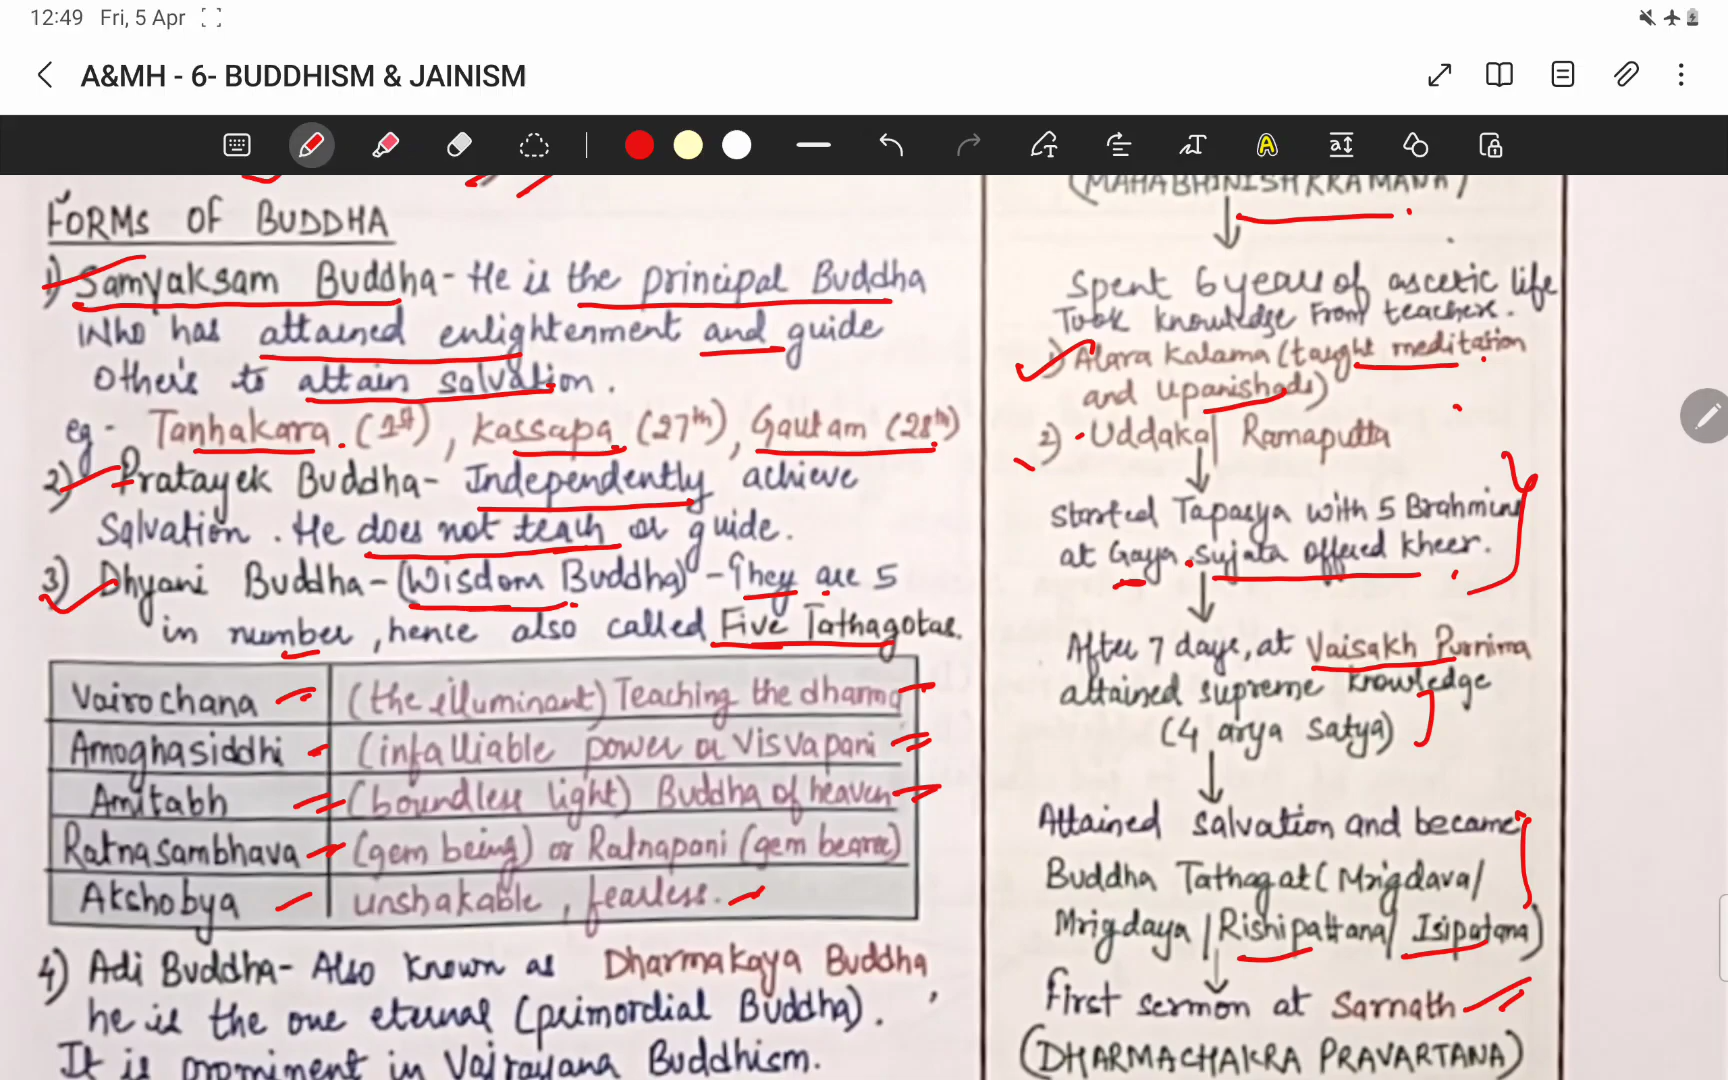 12:49 Fri, 5 Apr
A&MH - 6- BUDDHISM & JAINISM
FORMS OF BUDDHA
1) Samyaksam Buddha - He is the principal Buddha
who has attained enlightenment and guide
Others to attain salvation.
eg - Tanhakara (1st), Kassapa (27th), Gautam (28th)
2) Pratayek Buddha - Independently achieve
Salvation. He does not teach or guide.
3) Dhyani Buddha - (Wisdom Buddha) - They are 5
in number, hence also called Five Tathagotas.
Vairochana (the illuminant) Teaching the dharma
Amoghasiddhi (infalliable power or Visvapani
Amitabh (boundless light) Buddha of heaven
Ratnasambhava (gem being) or Ratnapani (gem bearer)
Akshobya unshakable, fearless.
4) Adi Buddha - Also known as Dharmakaya Buddha,
he is the one eternal (primordial Buddha).
It is prominent in Vajrayana Buddhism.
(MAHABHINISHKRAMANA)
Spent 6 years of ascetic life
Took knowledge from teachers.
1) Alara Kalama (taught meditation
and Upanishads)
2) Uddaka Ramaputta
Started Tapasya with 5 Brahmins
at Gaya. Sujata offered kheer.
After 7 days, at Vaisakh Purnima
attained supreme knowledge
(4 arya Satya)
Attained salvation and became
Buddha Tathagat (Mrigdava/
Mrigdaya/Rishipattana/Isipatana)
First sermon at Sarnath
(DHARMACHAKRA PRAVARTANA)